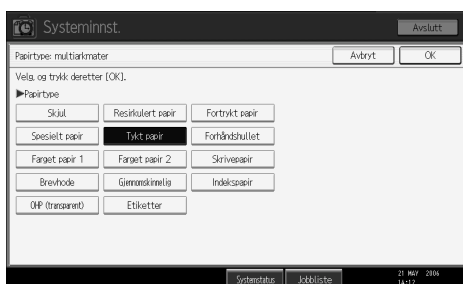 Systeminnst.
Avslutt
Papirtype: multiarkmater
Avbryt
OK
Velg, og trykk deretter [OK].
▶Papirtype
Skjul
Resirkulert papir
Fortrykt papir
Spesielt papir
Tykt papir
Forhåndshullet
Farget papir 1
Farget papir 2
Skrivepapir
Brevhode
Gjennomskinnelig
Indekspapir
OHP (transparent)
Etiketter
Systemstatus
Jobbliste
21 MAY 2006
14:12